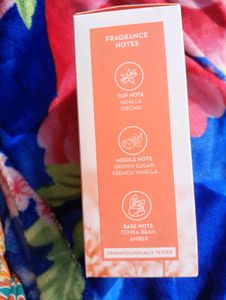 FRAGRANCE
NOTES
TOP NOTE
VANILLA
ORCHID
MIDDLE NOTE
BROWN SUGAR
FRENCH VANILLA
BASE NOTE
TONKA BEAN,
AMBER
DERMATOLOGICALLY TESTED